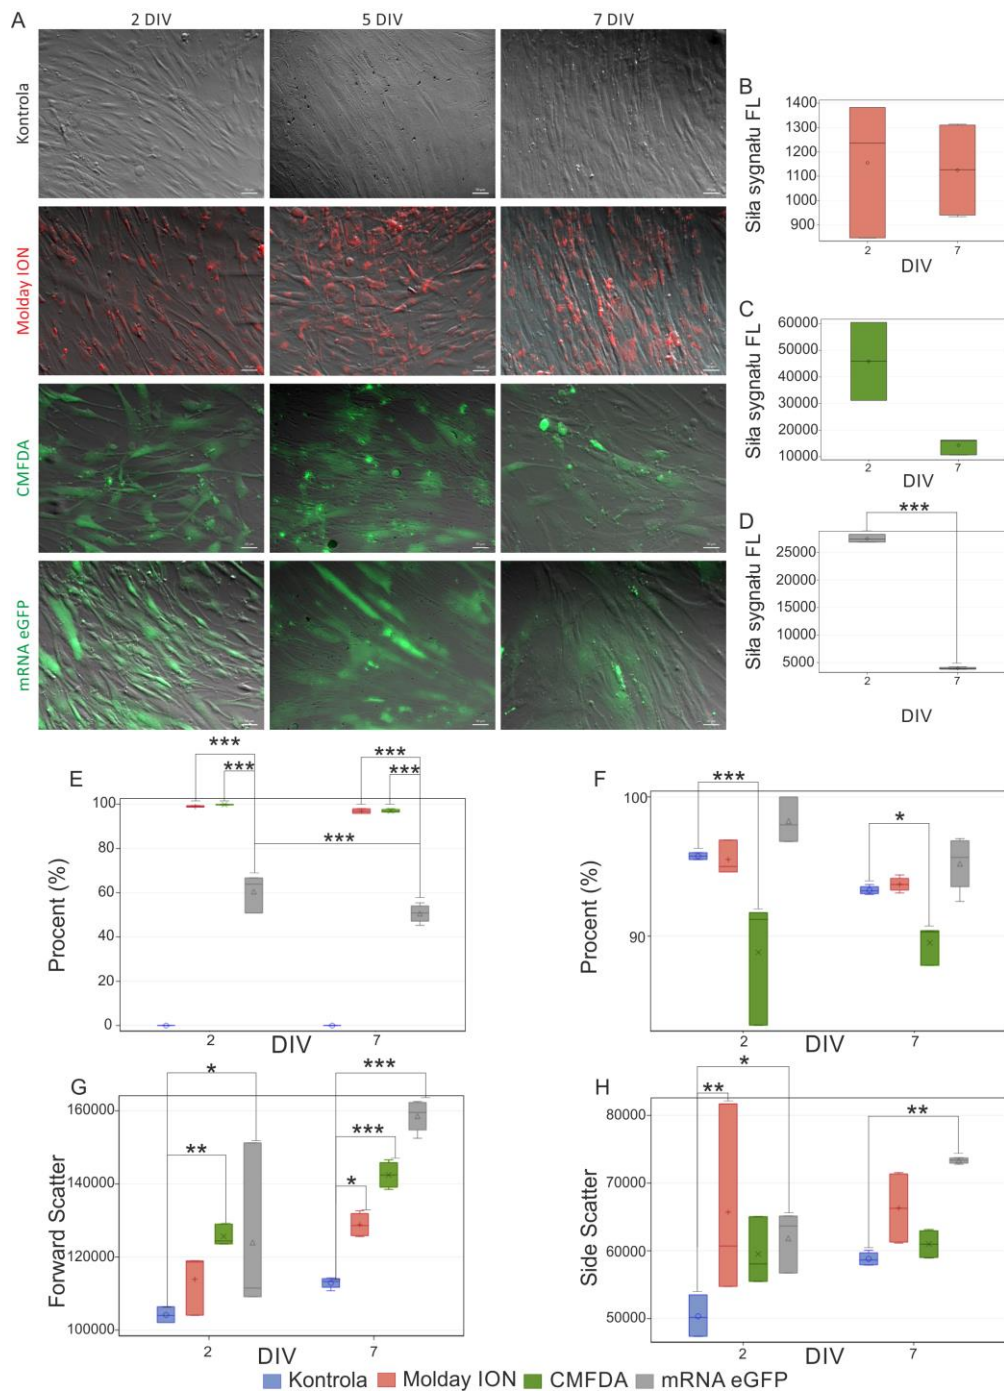 A
2 DIV 5 DIV 7 DIV
Kontrola
Molday ION
CMFDA
mRNA eGFP
B
Siła sygnału FL
1400
1300
1200
1100
1000
900
2 7
DIV
C
Siła sygnału FL
60000
50000
40000
30000
20000
10000
2 7
DIV
D
Siła sygnału FL
***
25000
20000
15000
10000
5000
2 7
DIV
E
Procent (%)
*** ***
*** ***
***
100
80
60
40
20
0
2 7
DIV
F
Procent (%)
***
*
100
90
2 7
DIV
G
Forward Scatter
* ***
** ***
*
160000
140000
120000
100000
2 7
DIV
H
Side Scatter
*
** **
80000
70000
60000
50000
2 7
DIV
Kontrola Molday ION CMFDA mRNA eGFP